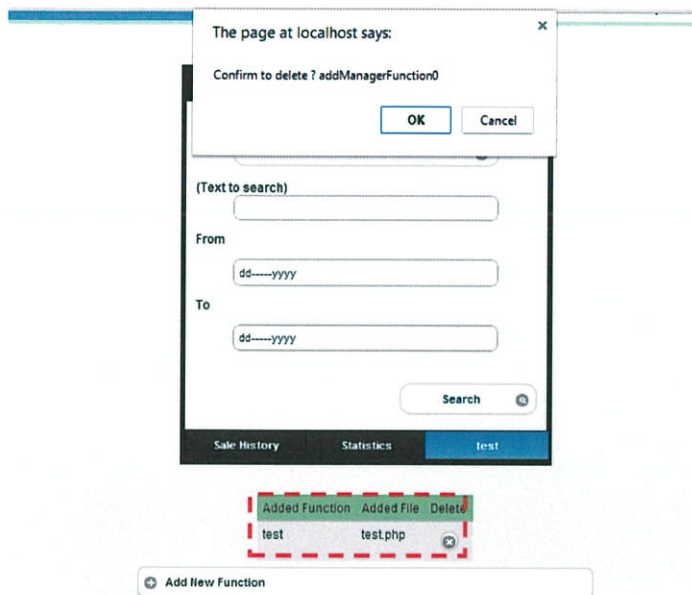 The page at localhost says:
Confirm to delete ? addManagerFunction0
OK Cancel
(Text to search)
From
dd-----yyyy
To
dd-----yyyy
Search
Sale History Statistics test
Added Function Added File Delete
test test.php
Add New Function